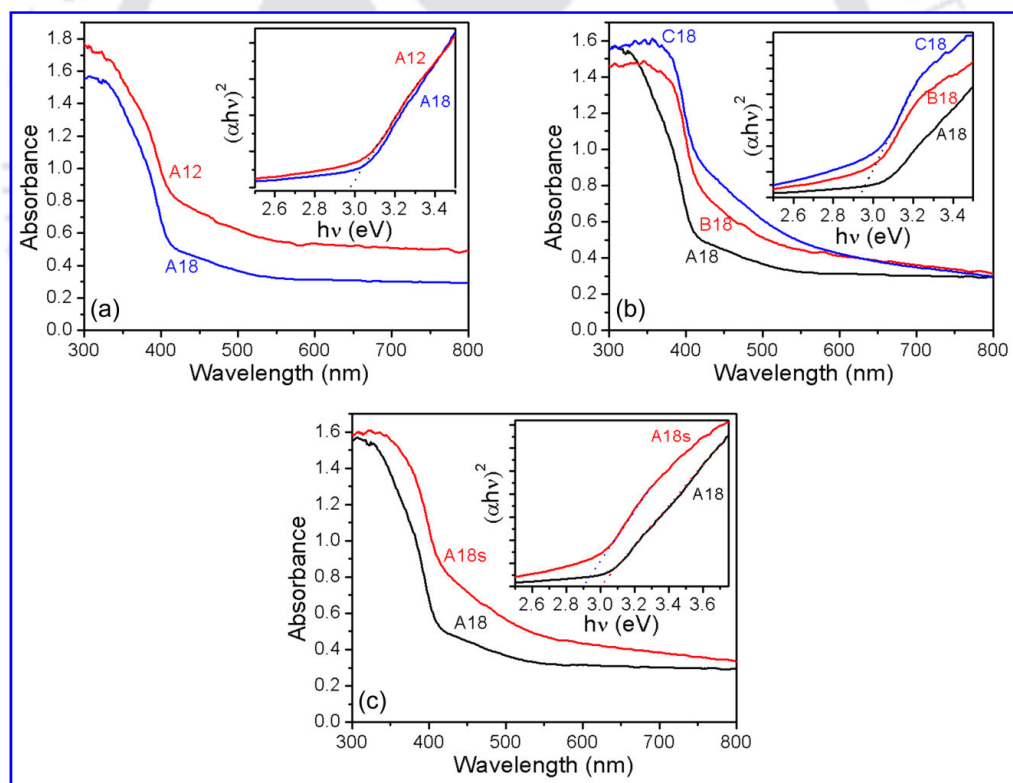 1.8
1.6
1.4
1.2
1.0
0.8
0.6
0.4
0.2
0.0
Absorbance
300 400 500 600 700 800
Wavelength (nm)
A12
A18
(a)
(αhν)²
2.6 2.8 3.0 3.2 3.4
hν (eV)
A12
A18
1.6
1.4
1.2
1.0
0.8
0.6
0.4
0.2
0.0
Absorbance
300 400 500 600 700 800
Wavelength (nm)
C18
B18
A18
(b)
(αhν)²
2.6 2.8 3.0 3.2 3.4
hν (eV)
C18
B18
A18
1.6
1.4
1.2
1.0
0.8
0.6
0.4
0.2
0.0
Absorbance
300 400 500 600 700 800
Wavelength (nm)
A18s
A18
(c)
(αhν)²
2.6 2.8 3.0 3.2 3.4 3.6
hν (eV)
A18s
A18